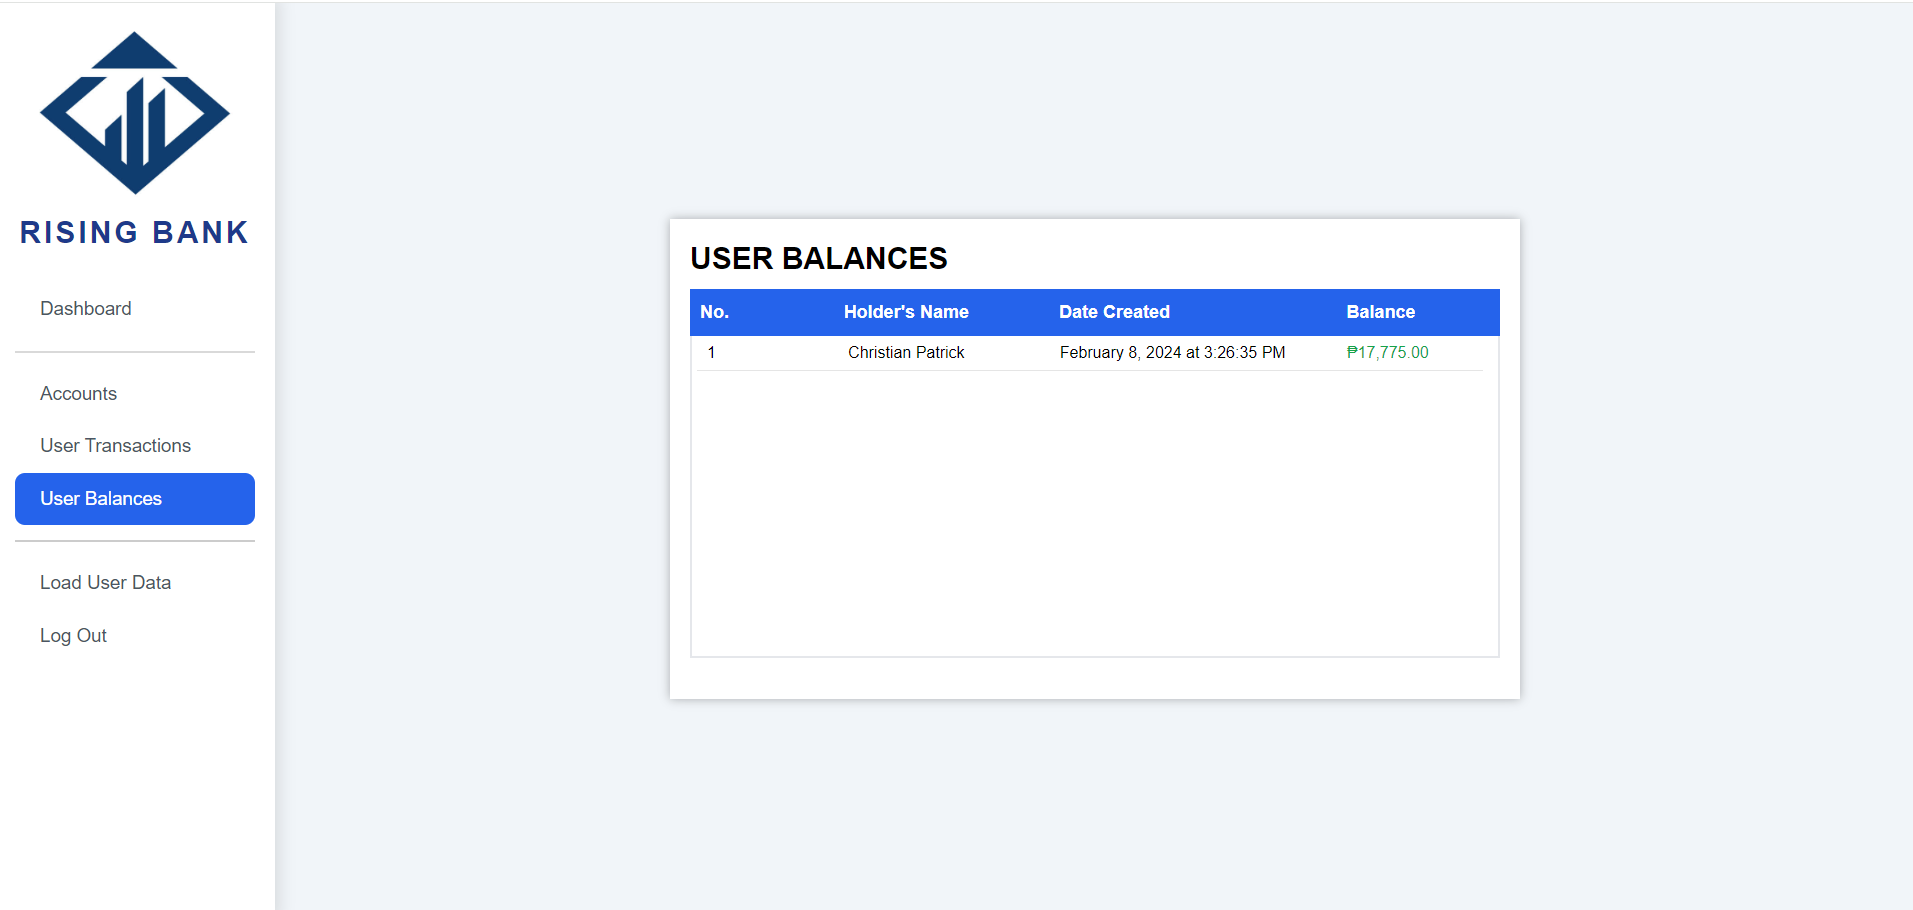 RISING BANK
Dashboard
Accounts
User Transactions
User Balances
Load User Data
Log Out
USER BALANCES
No. Holder's Name Date Created Balance
1 Christian Patrick February 8, 2024 at 3:26:35 PM ₱17,775.00